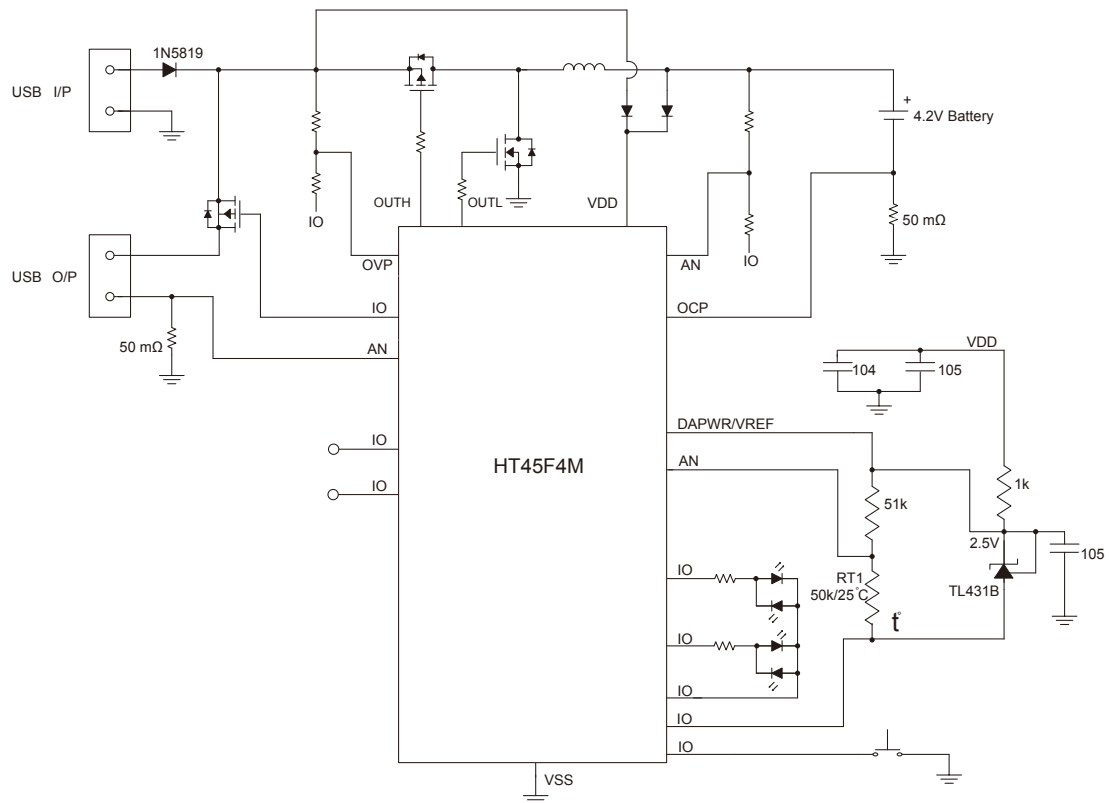 1N5819
USB I/P
+
4.2V Battery
OUTH
OUTL
VDD
50 mΩ
IO
IO
OVP
AN
USB O/P
IO
OCP
50 mΩ
AN
VDD
104
105
DAPWR/VREF
IO
AN
HT45F4M
IO
51k
1k
2.5V
105
IO
RT1
50k/25°C
TL431B
t°
IO
IO
IO
IO
VSS